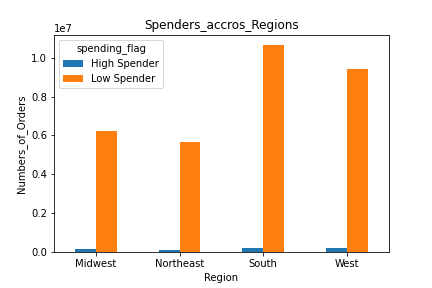 Spenders_accros_Regions
1e7
spending_flag
High Spender
Low Spender
1.0
0.8
0.6
0.4
0.2
0.0
Numbers_of_Orders
Midwest Northeast South West
Region